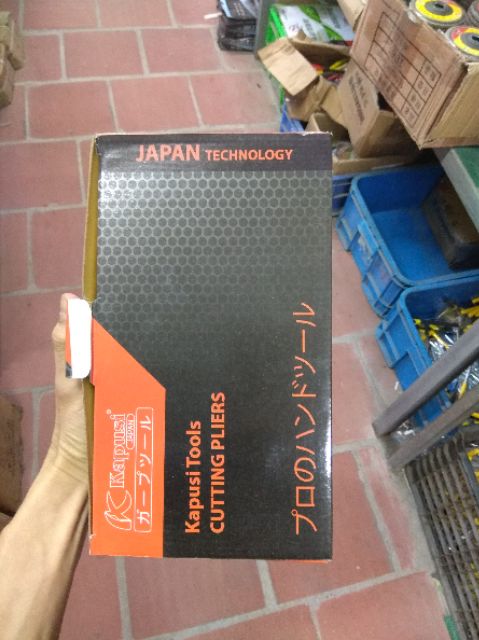 JAPAN TECHNOLOGY
Kapusi®
JAPAN
ガープツール
Kapusi Tools
CUTTING PLIERS
プロのハンドツール